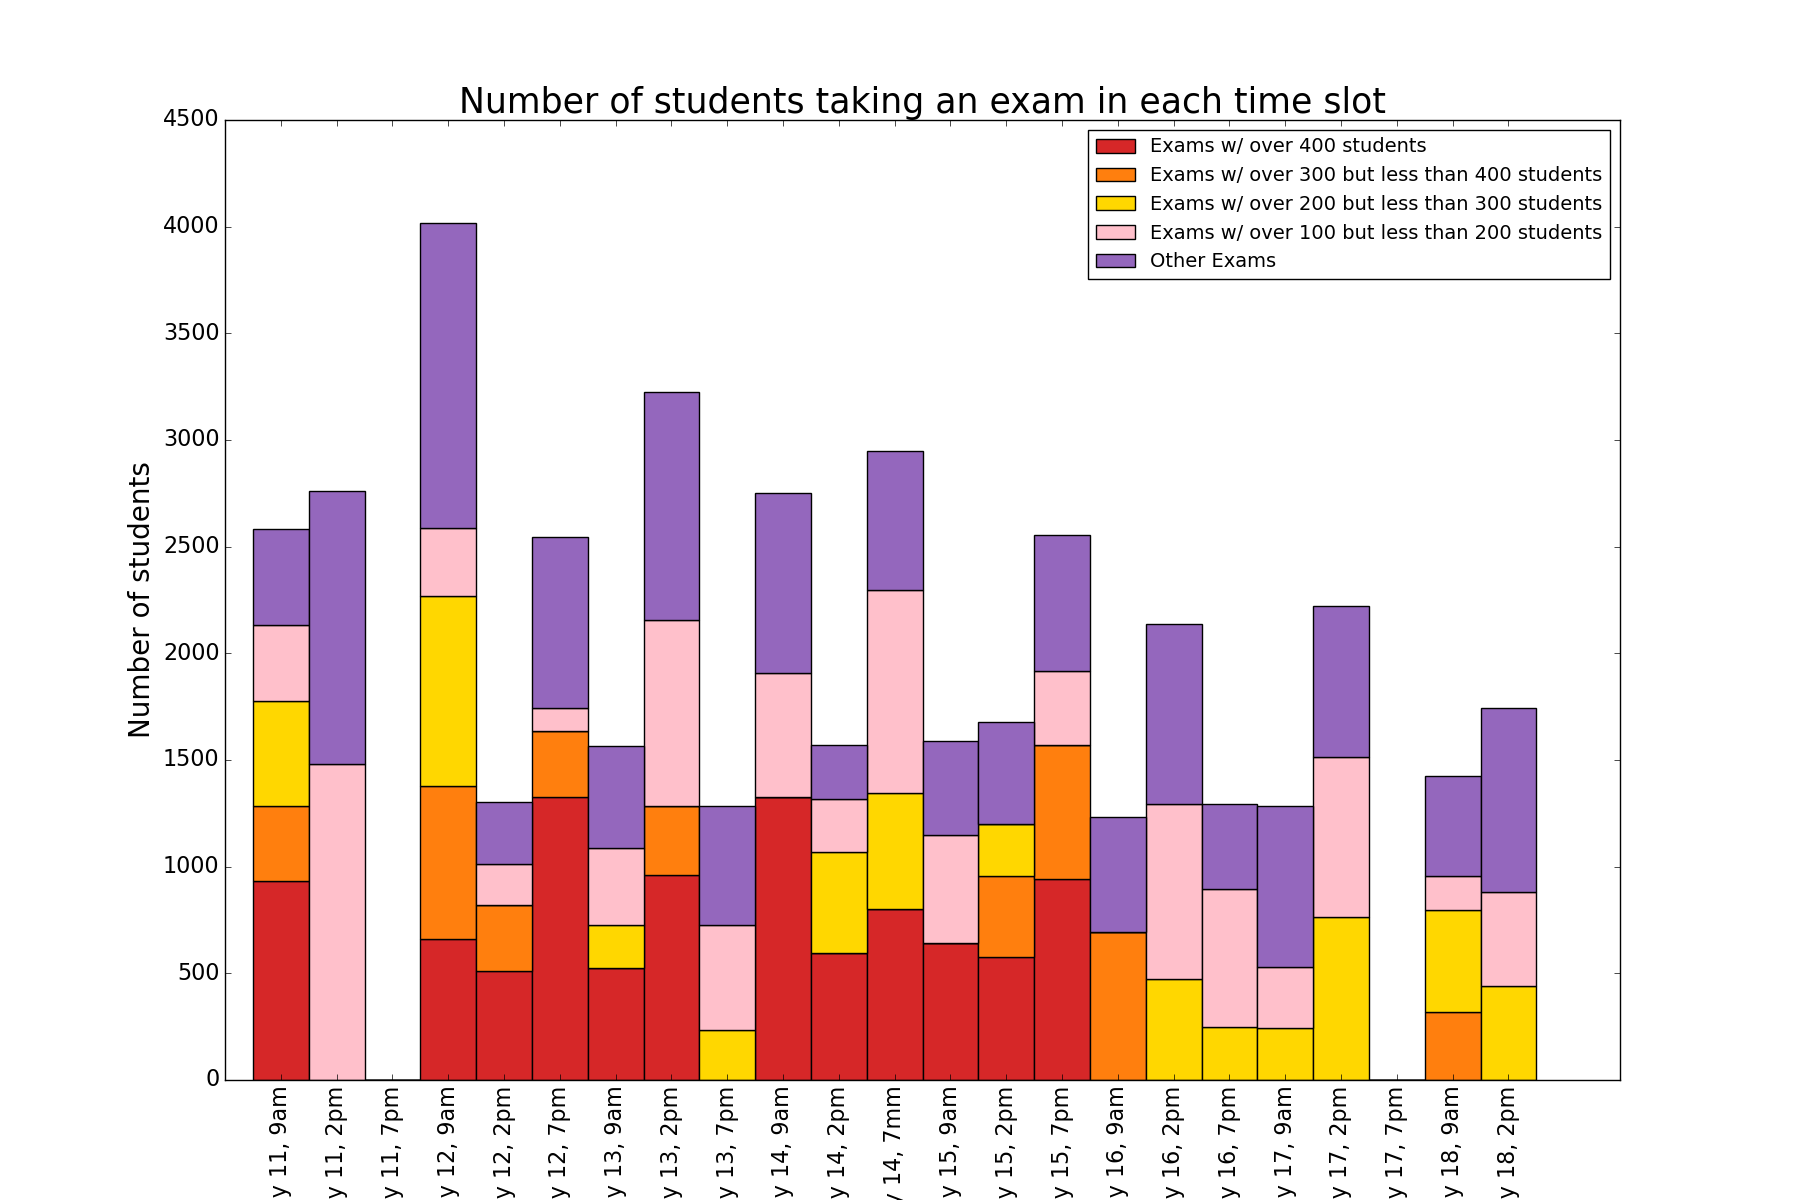 Number of students taking an exam in each time slot
4500
4000
3500
3000
2500
2000
1500
1000
500
0
Number of students
Exams w/ over 400 students
Exams w/ over 300 but less than 400 students
Exams w/ over 200 but less than 300 students
Exams w/ over 100 but less than 200 students
Other Exams
y 11, 9am
y 11, 2pm
y 11, 7pm
y 12, 9am
y 12, 2pm
y 12, 7pm
y 13, 9am
y 13, 2pm
y 13, 7pm
y 14, 9am
y 14, 2pm
y 14, 7mm
y 15, 9am
y 15, 2pm
y 15, 7pm
y 16, 9am
y 16, 2pm
y 16, 7pm
y 17, 9am
y 17, 2pm
y 17, 7pm
y 18, 9am
y 18, 2pm